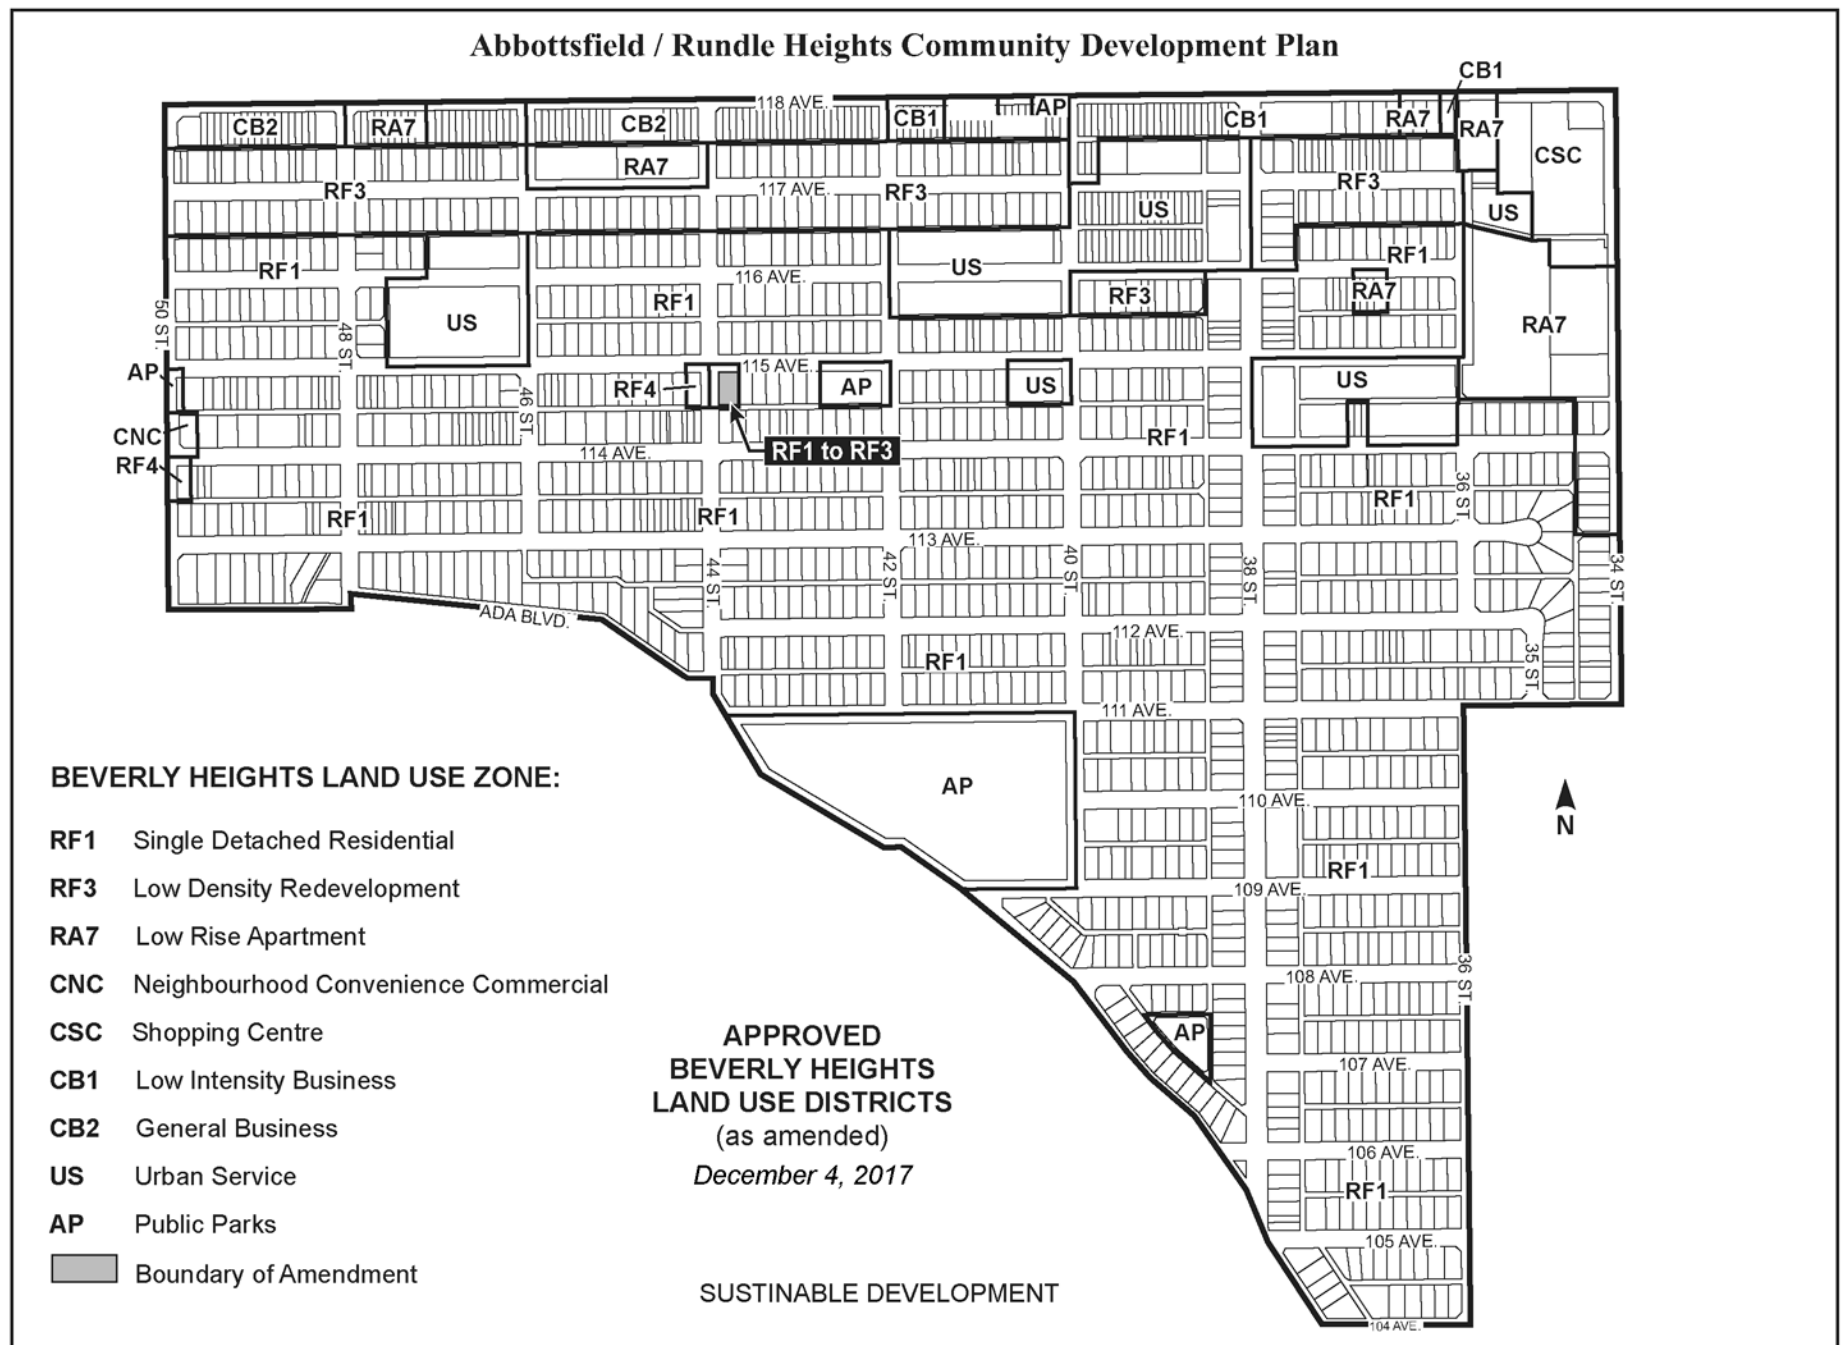 Abbottsfield / Rundle Heights Community Development Plan
CB1
118 AVE.
CB2
RA7
CB2
CB1
AP
CB1
RA7
RA7
CSC
RA7
RF3
117 AVE.
RF3
US
RF3
US
RF1
US
RF1
116 AVE.
US
RF3
RF1
RA7
RA7
50 ST.
48 ST.
AP
RF4
115 AVE.
AP
US
US
46 ST.
CNC
RF1 to RF3
RF1
114 AVE.
RF4
RF1
RF1
RF1
36 ST.
113 AVE.
44 ST.
42 ST.
40 ST.
38 ST.
34 ST.
ADA BLVD.
112 AVE.
RF1
35 ST.
111 AVE.
AP
110 AVE.
N
RF1
109 AVE.
36 ST.
108 AVE.
AP
107 AVE.
106 AVE.
RF1
105 AVE.
104 AVE.
BEVERLY HEIGHTS LAND USE ZONE:
RF1 Single Detached Residential
RF3 Low Density Redevelopment
RA7 Low Rise Apartment
CNC Neighbourhood Convenience Commercial
CSC Shopping Centre
CB1 Low Intensity Business
CB2 General Business
US Urban Service
AP Public Parks
Boundary of Amendment
APPROVED
BEVERLY HEIGHTS
LAND USE DISTRICTS
(as amended)
December 4, 2017
SUSTINABLE DEVELOPMENT